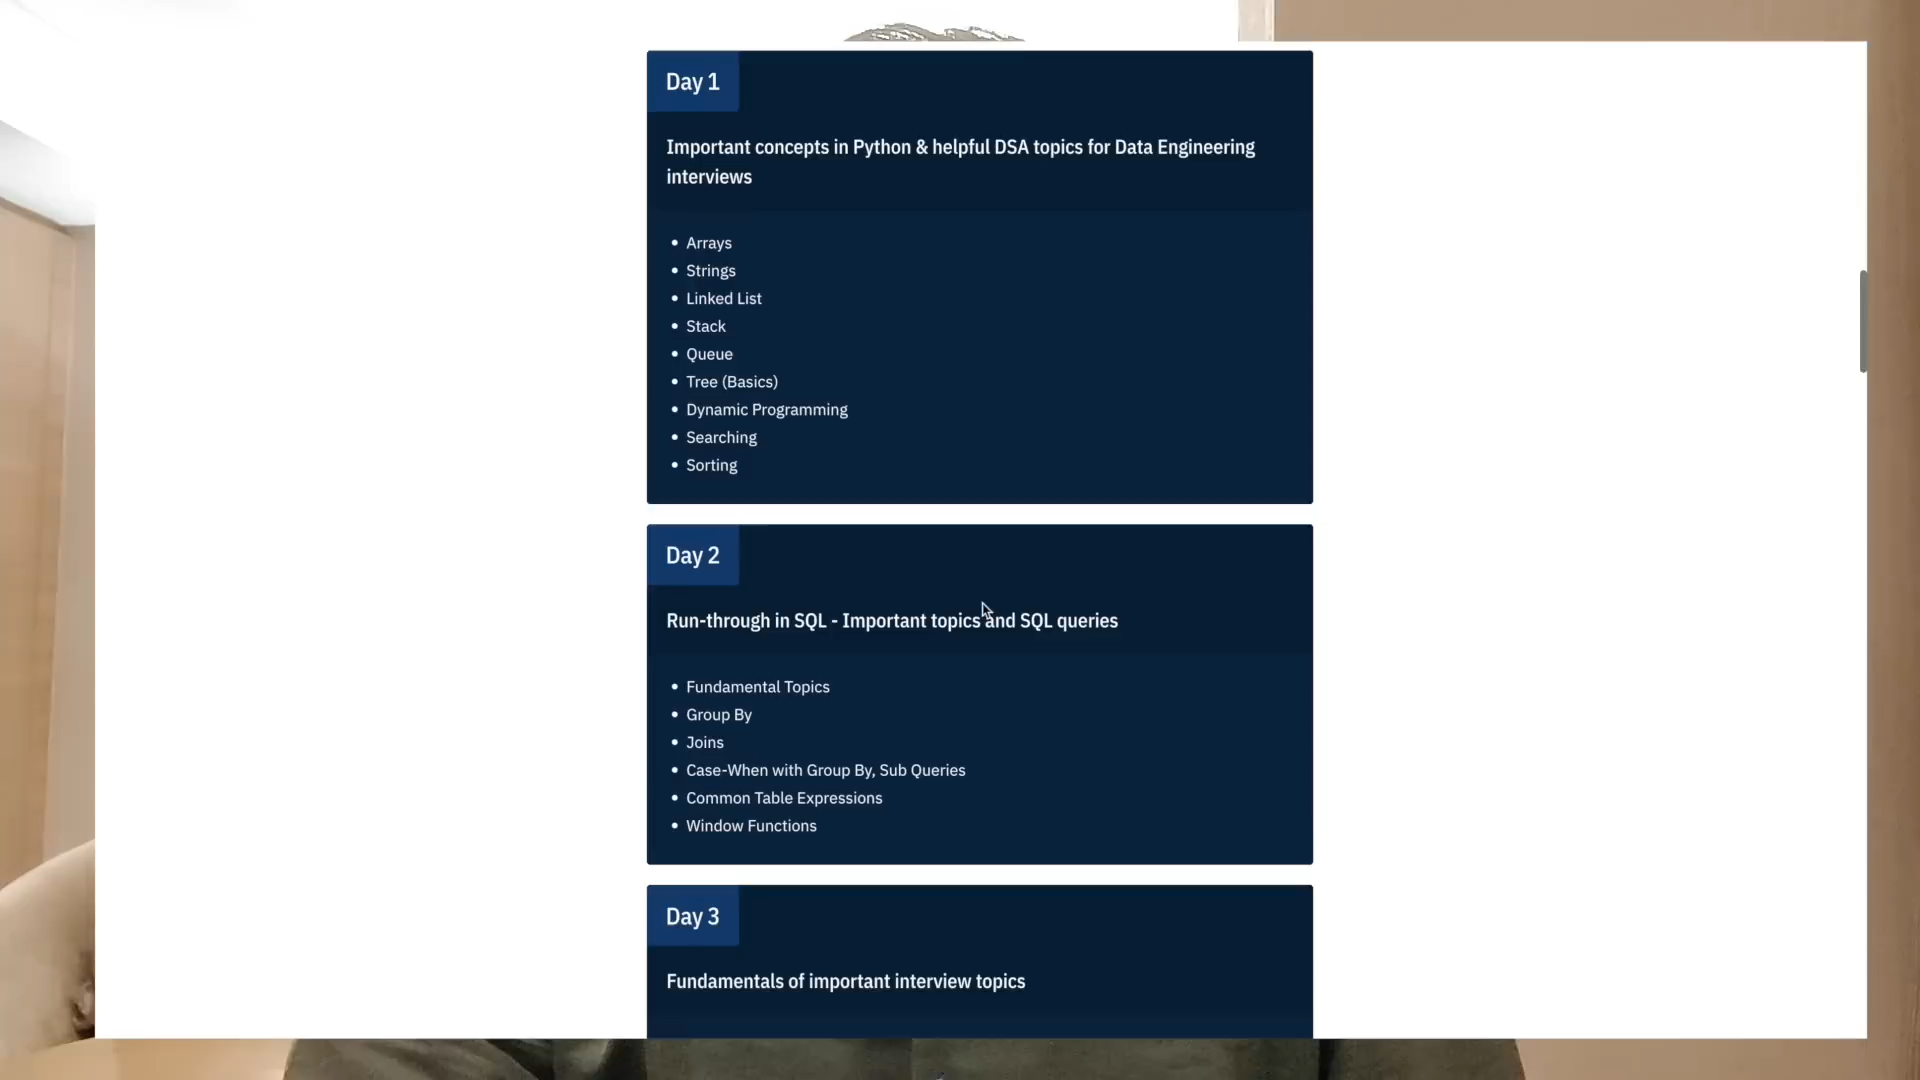 Day 1
Important concepts in Python & helpful DSA topics for Data Engineering
interviews
• Arrays
• Strings
• Linked List
• Stack
• Queue
• Tree (Basics)
• Dynamic Programming
• Searching
• Sorting
Day 2
Run-through in SQL - Important topics and SQL queries
• Fundamental Topics
• Group By
• Joins
• Case-When with Group By, Sub Queries
• Common Table Expressions
• Window Functions
Day 3
Fundamentals of important interview topics